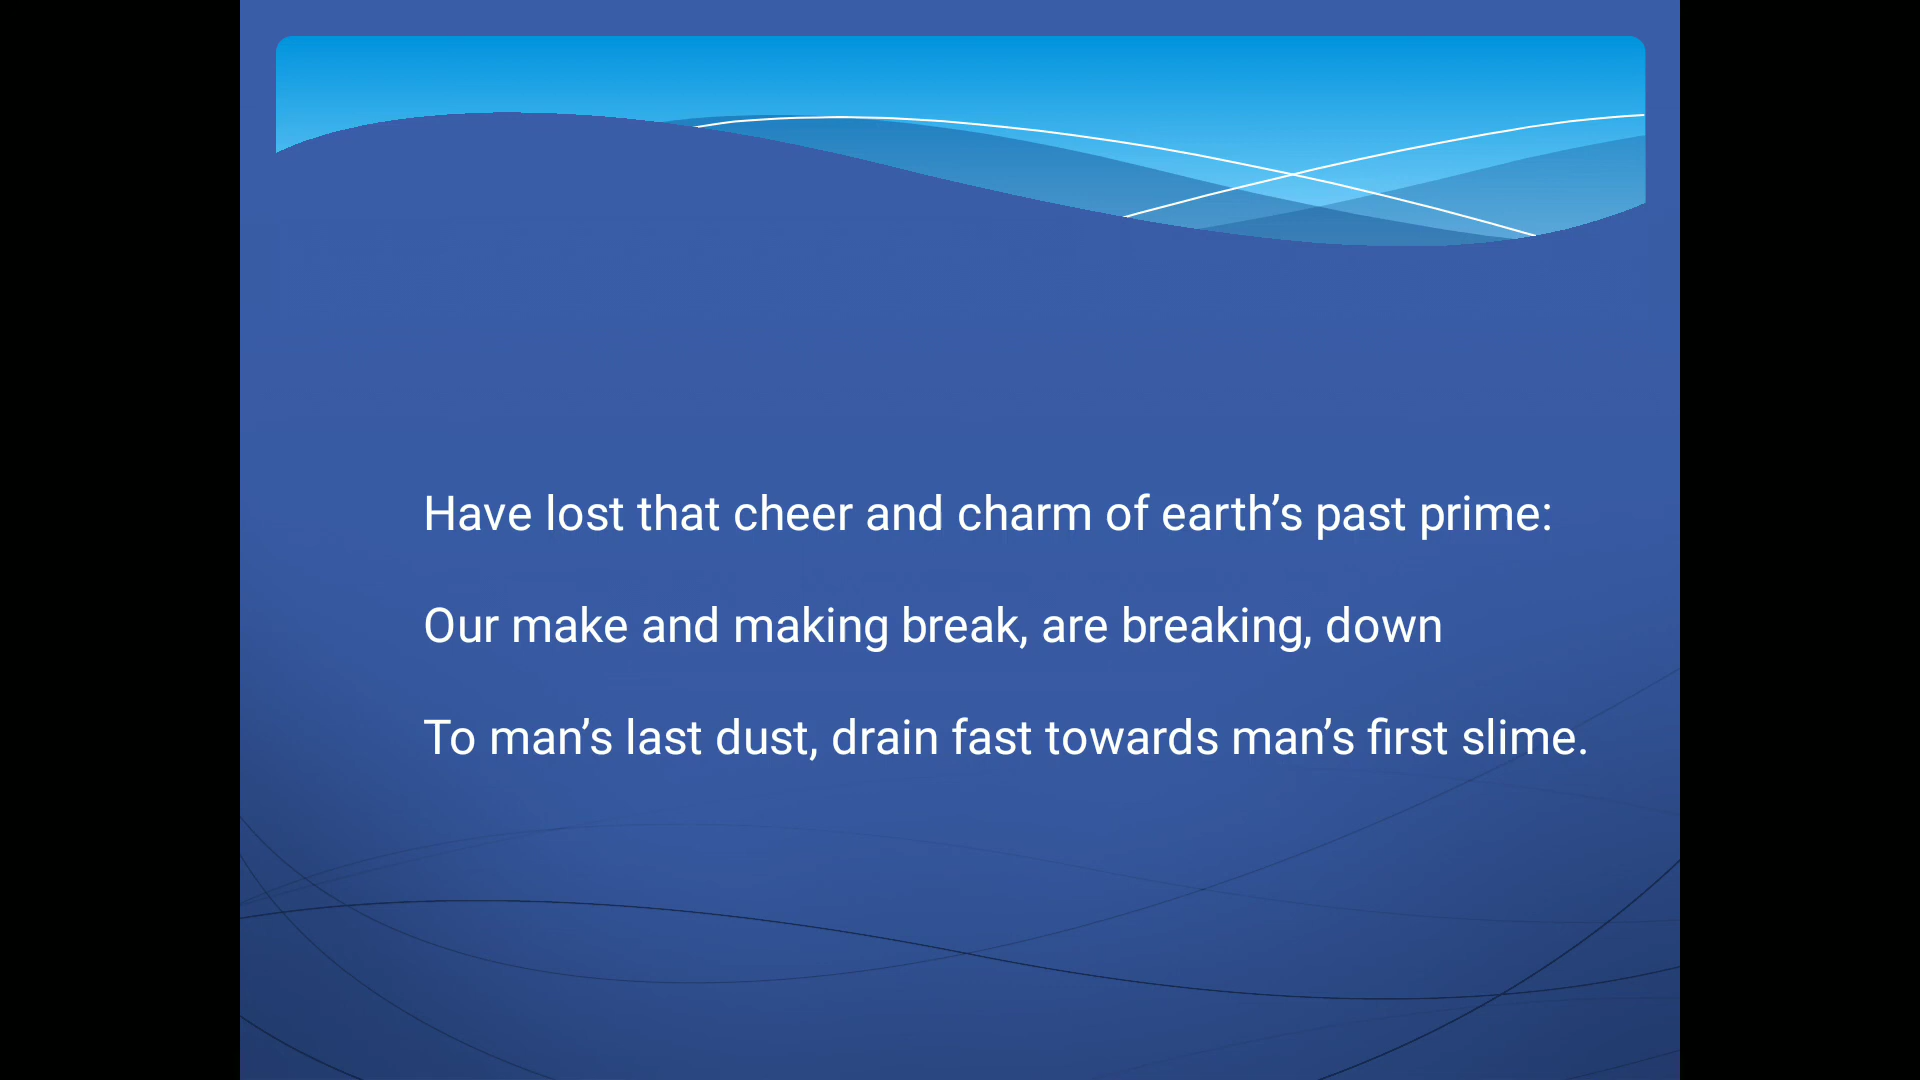 Have lost that cheer and charm of earth’s past prime:
Our make and making break, are breaking, down
To man’s last dust, drain fast towards man’s first slime.